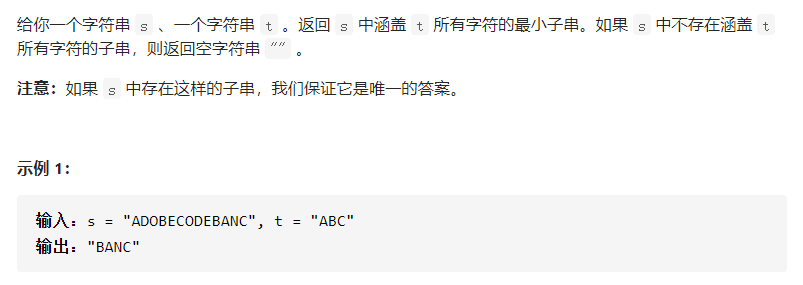 给你一个字符串 s 、一个字符串 t 。返回 s 中涵盖 t 所有字符的最小子串。如果 s 中不存在涵盖 t
所有字符的子串，则返回空字符串 "" 。
注意：如果 s 中存在这样的子串，我们保证它是唯一的答案。
示例 1：
输入：s = "ADOBECODEBANC", t = "ABC"
输出："BANC"